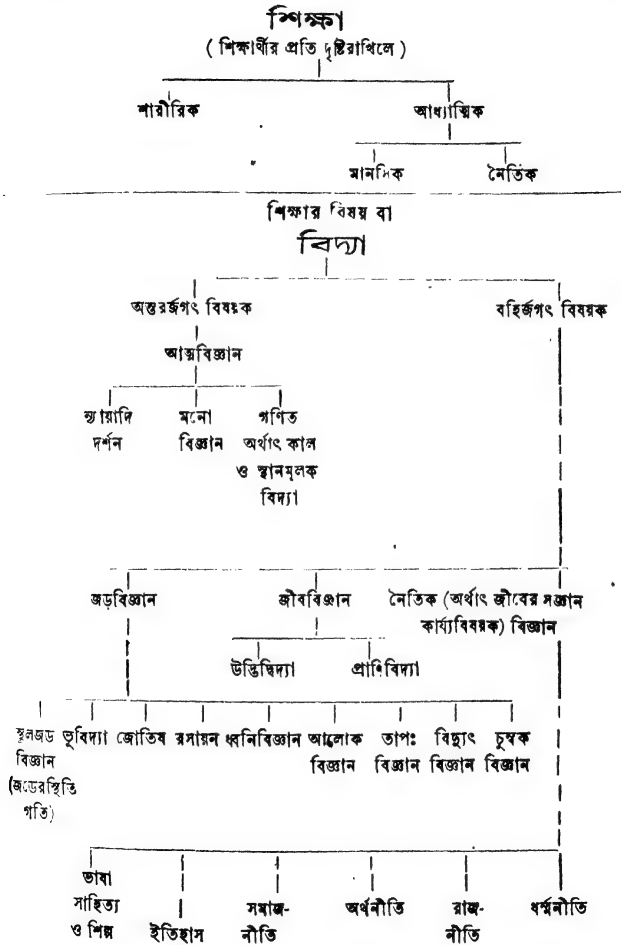 শিক্ষা
( শিক্ষার্থীর প্রতি দৃষ্টিরাখিলে )
শারীরিক আধ্যাত্মিক
মানসিক নৈতিক
শিক্ষার বিষয় বা
বিদ্যা
অন্তরর্জগৎ বিষয়ক বহির্জগৎ বিষয়ক
আত্মবিজ্ঞান
ন্যায়াদি মনো গণিত
দর্শন বিজ্ঞান অর্থাৎ কাল
ও স্থানমূলক
বিদ্যা
জড়বিজ্ঞান জীববিজ্ঞান নৈতিক (অর্থাৎ জীবের সজ্ঞান
কার্য্যবিষয়ক) বিজ্ঞান
উদ্ভিদ্বিদ্যা প্রাণিবিদ্যা
স্থূলজড় ভূবিদ্যা জোতিষ রসায়ন ধ্বনিবিজ্ঞান আলোক তাপঃ বিদ্যুৎ চুম্বক
বিজ্ঞান বিজ্ঞান বিজ্ঞান বিজ্ঞান বিজ্ঞান
(জড়েরস্থিতি
গতি)
ভাষা
সাহিত্য সমাজ- অর্থনীতি রাজ- ধর্ম্মনীতি
ও শিল্প ইতিহাস নীতি নীতি